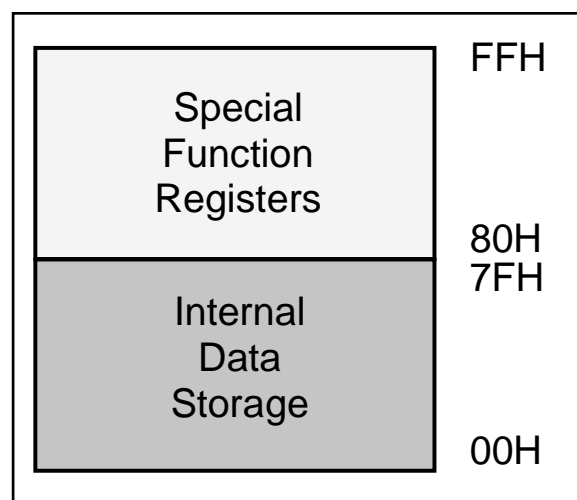 FFH
Special
Function
Registers
80H
7FH
Internal
Data
Storage
00H